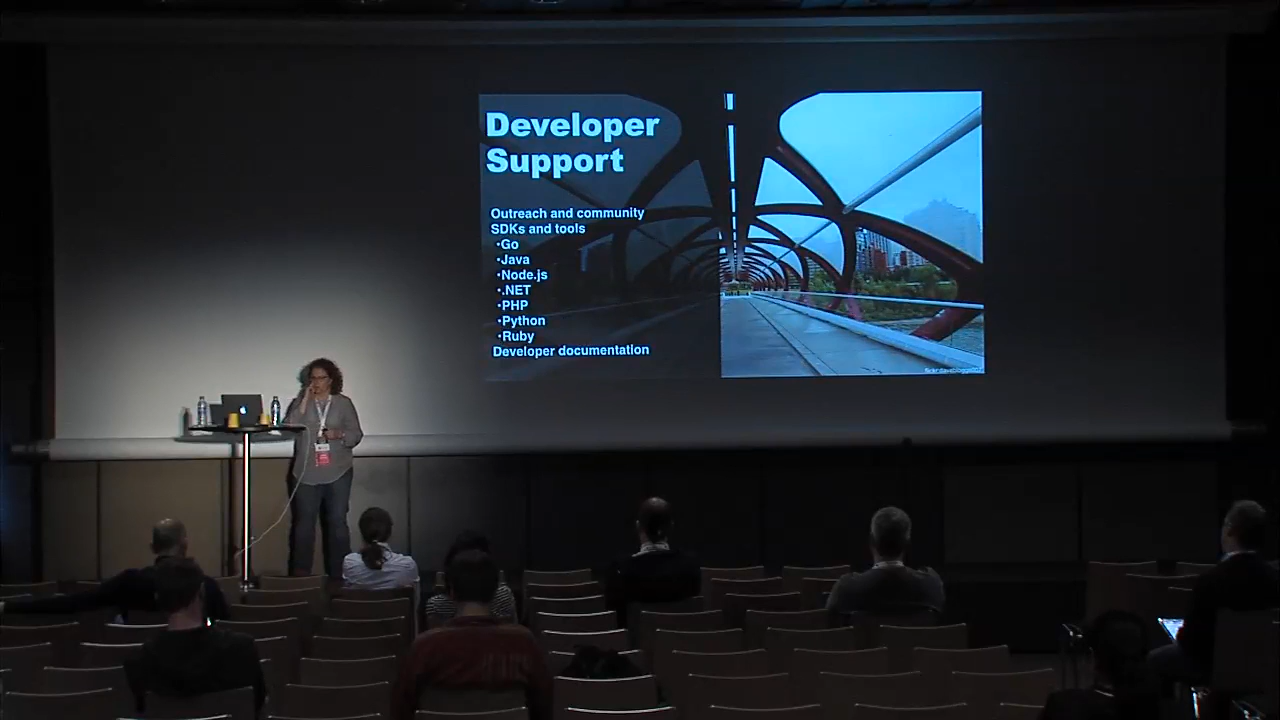 Developer
Support
Outreach and community
SDKs and tools
•Go
•Java
•Node.js
•.NET
•PHP
•Python
•Ruby
Developer documentation